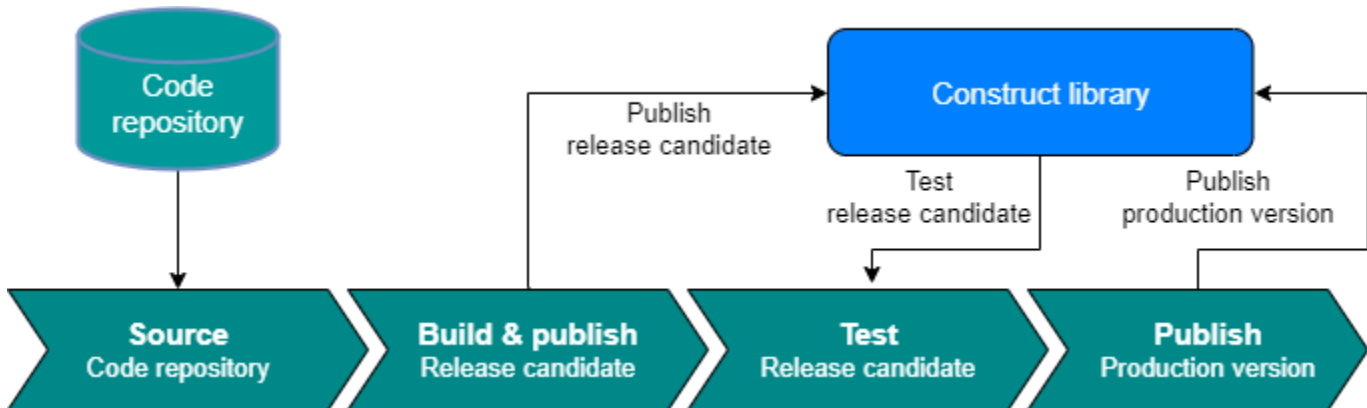 Code
repository
Construct library
Publish
release candidate
Test
release candidate
Publish
production version
Source
Code repository
Build & publish
Release candidate
Test
Release candidate
Publish
Production version